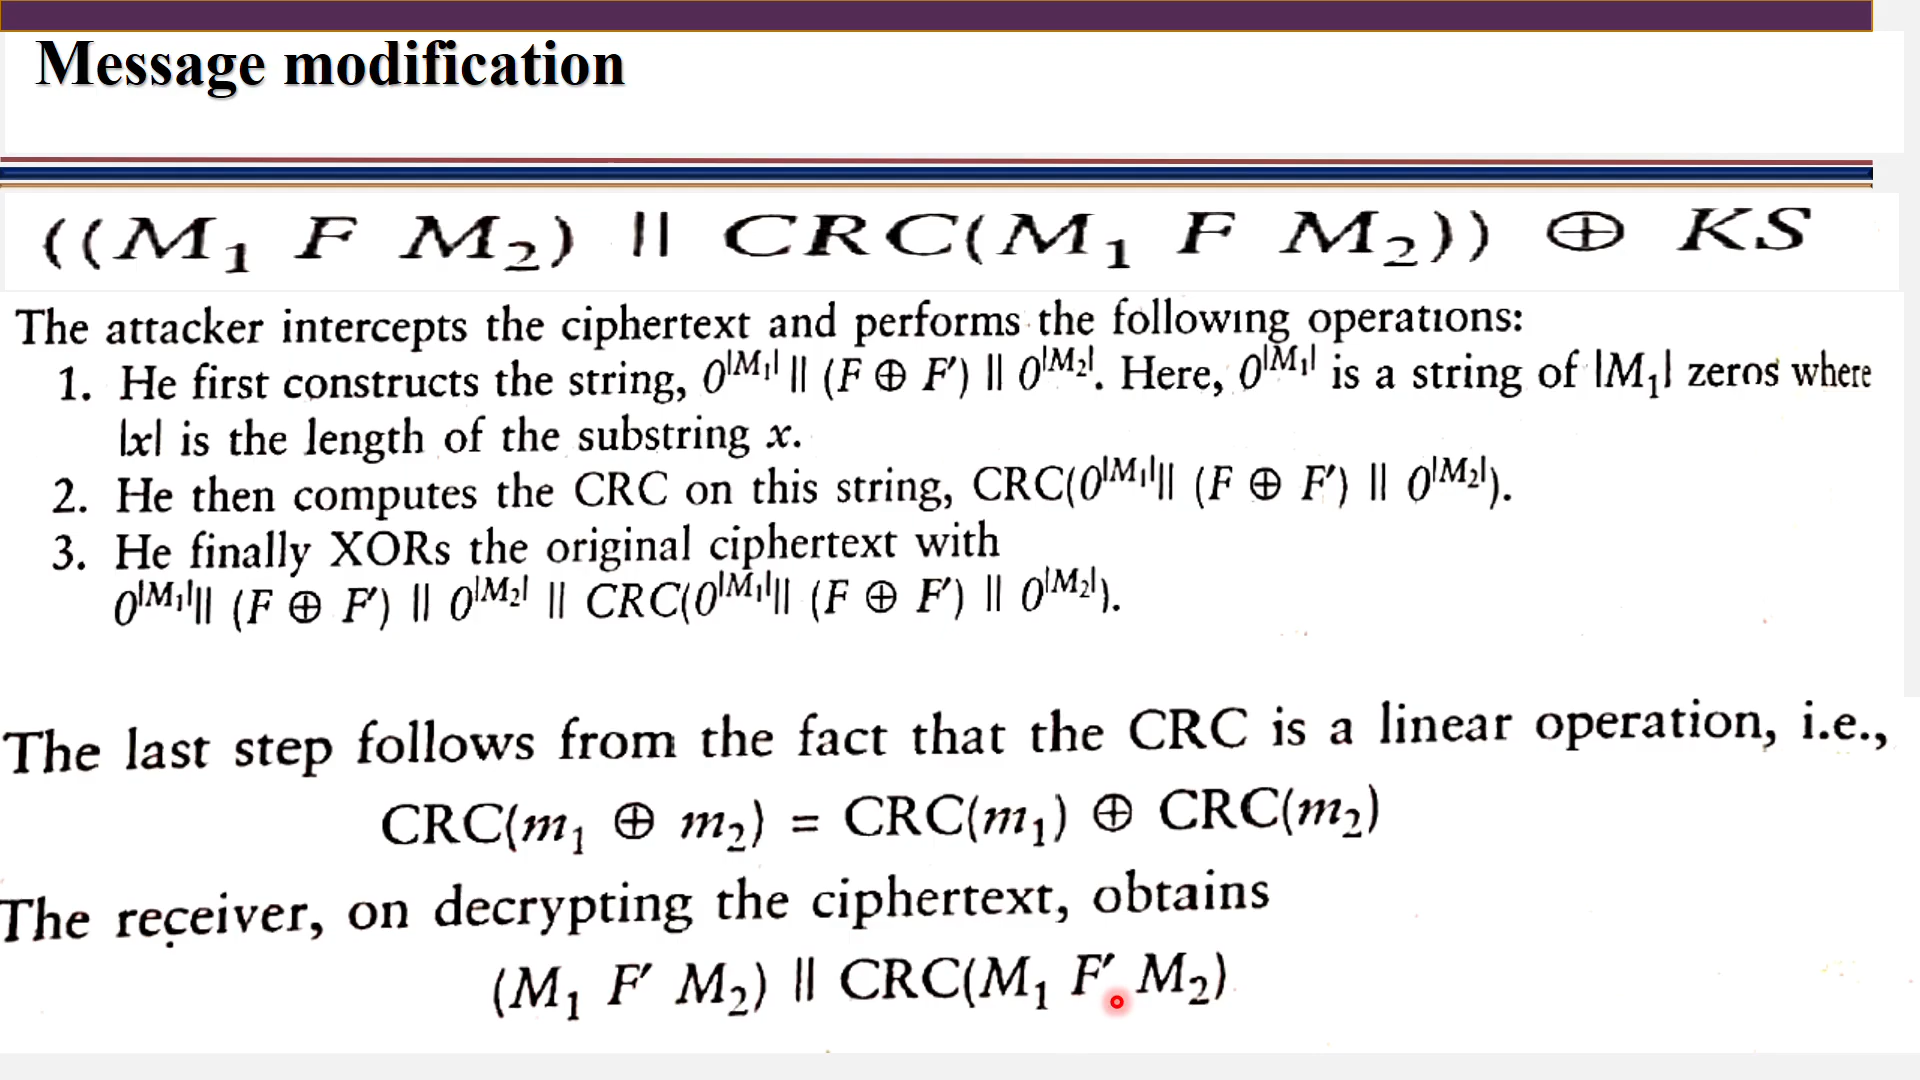 Message modification
((M₁ F M₂) || CRC(M₁ F M₂)) ⊕ KS
The attacker intercepts the ciphertext and performs the following operations:
1. He first constructs the string, 0^|M₁| || (F ⊕ F′) || 0^|M₂|. Here, 0^|M₁| is a string of |M₁| zeros where
|x| is the length of the substring x.
2. He then computes the CRC on this string, CRC(0^|M₁| || (F ⊕ F′) || 0^|M₂|).
3. He finally XORs the original ciphertext with
0^|M₁| || (F ⊕ F′) || 0^|M₂| || CRC(0^|M₁| || (F ⊕ F′) || 0^|M₂|).
The last step follows from the fact that the CRC is a linear operation, i.e.,
CRC(m₁ ⊕ m₂) = CRC(m₁) ⊕ CRC(m₂)
The receiver, on decrypting the ciphertext, obtains
(M₁ F′ M₂) || CRC(M₁ F′ M₂)